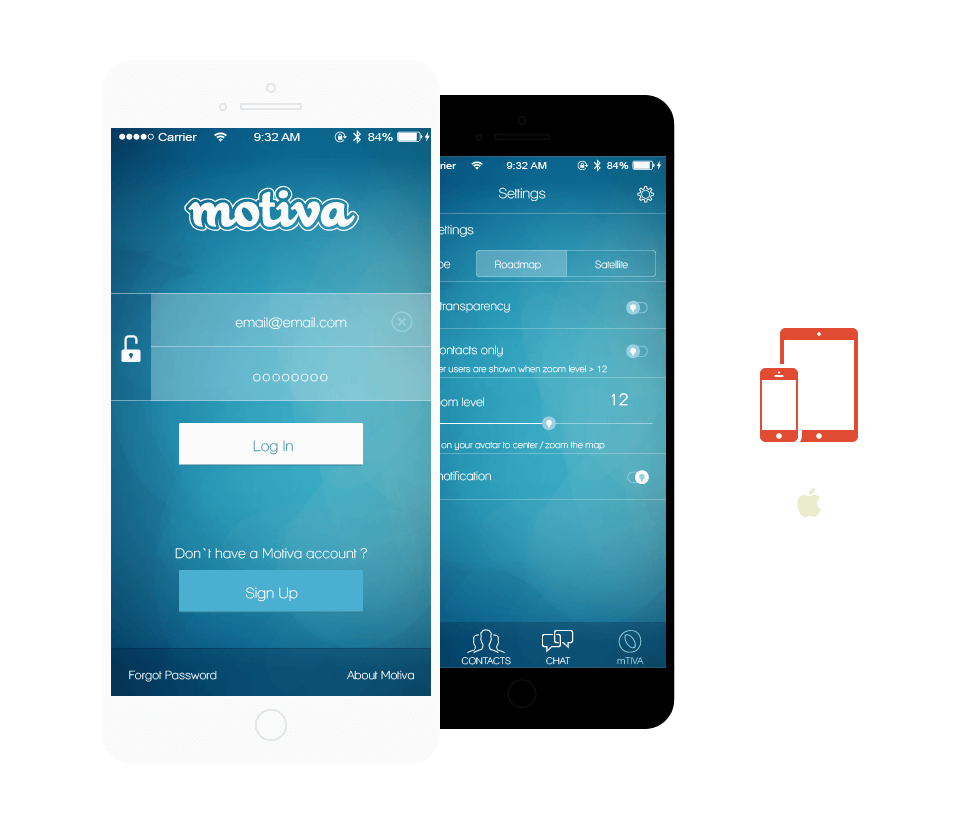 Carrier 9:32 AM 84%
motiva
email@email.com
Log In
Don`t have a Motiva account ?
Sign Up
Forgot Password About Motiva
rier 9:32 AM 84%
Settings
ettings
pe Roadmap Satellite
transparency
ontacts only
er users are shown when zoom level > 12
om level 12
on your avatar to center / zoom the map
notification
CONTACTS CHAT mTIVA